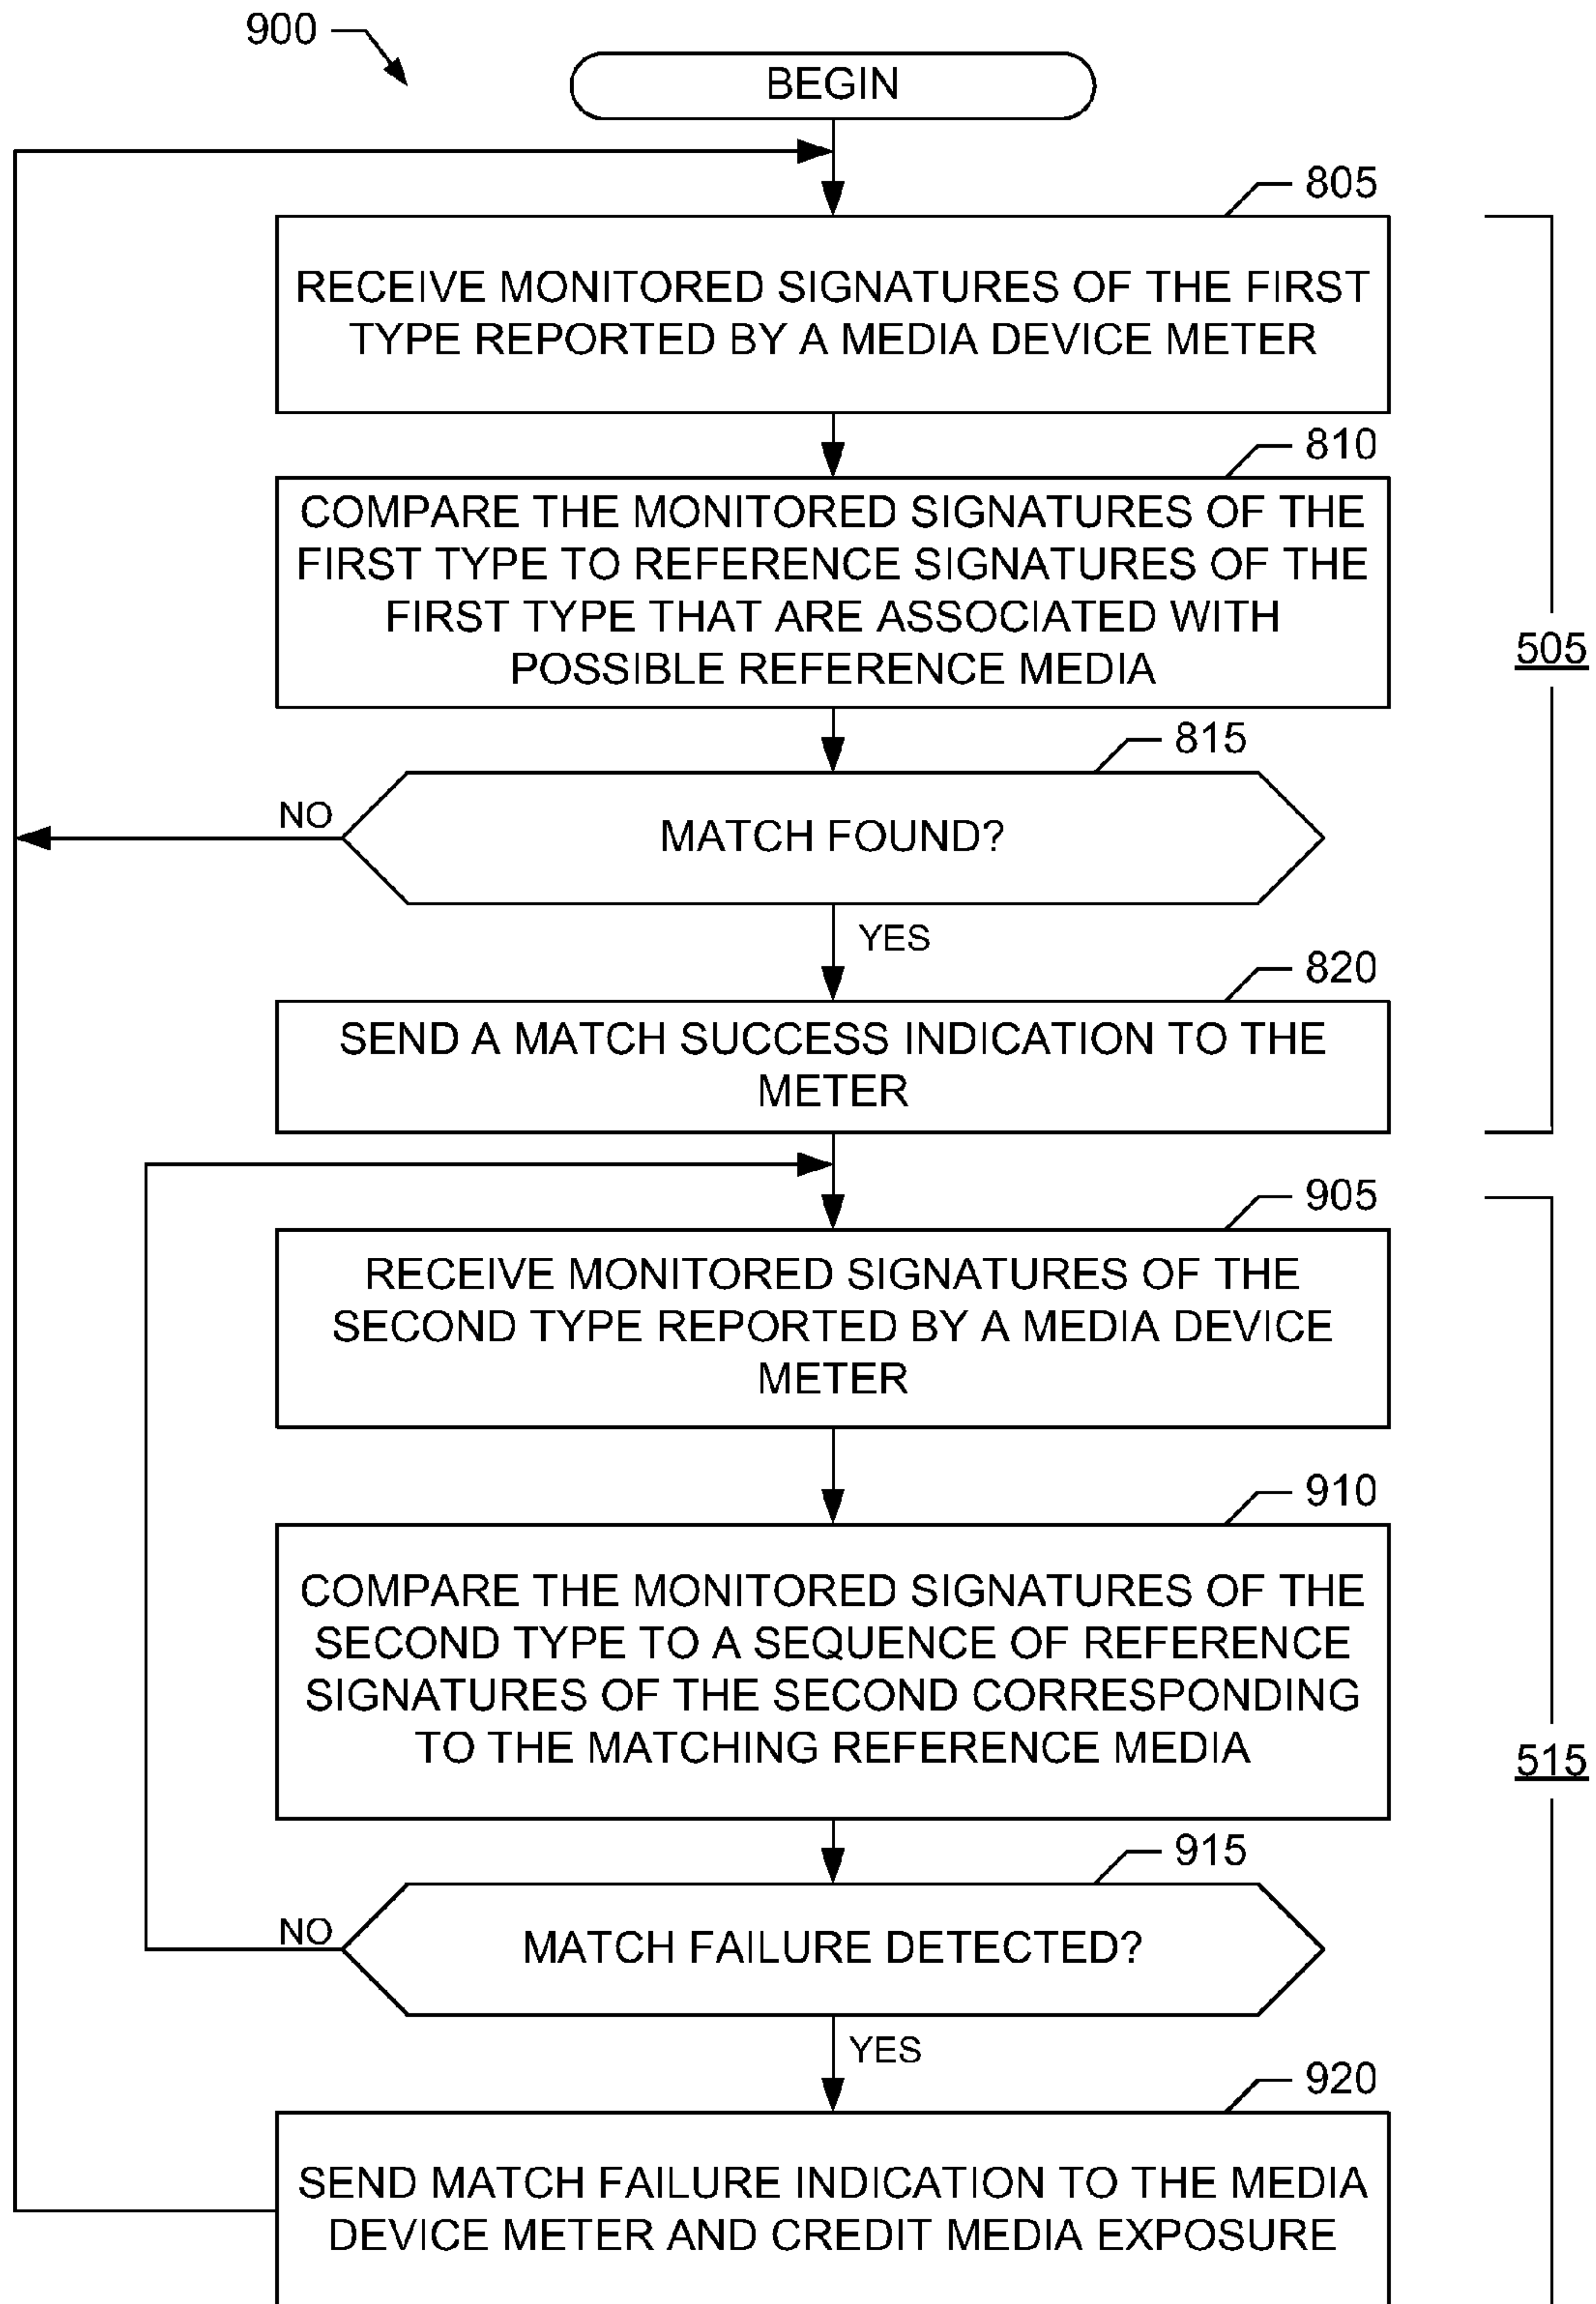 900
BEGIN
805
RECEIVE MONITORED SIGNATURES OF THE FIRST
TYPE REPORTED BY A MEDIA DEVICE METER
810
COMPARE THE MONITORED SIGNATURES OF THE
FIRST TYPE TO REFERENCE SIGNATURES OF THE
FIRST TYPE THAT ARE ASSOCIATED WITH
POSSIBLE REFERENCE MEDIA
505
815
NO
MATCH FOUND?
YES
820
SEND A MATCH SUCCESS INDICATION TO THE
METER
905
RECEIVE MONITORED SIGNATURES OF THE
SECOND TYPE REPORTED BY A MEDIA DEVICE
METER
910
COMPARE THE MONITORED SIGNATURES OF THE
SECOND TYPE TO A SEQUENCE OF REFERENCE
SIGNATURES OF THE SECOND CORRESPONDING
TO THE MATCHING REFERENCE MEDIA
515
915
NO
MATCH FAILURE DETECTED?
YES
920
SEND MATCH FAILURE INDICATION TO THE MEDIA
DEVICE METER AND CREDIT MEDIA EXPOSURE